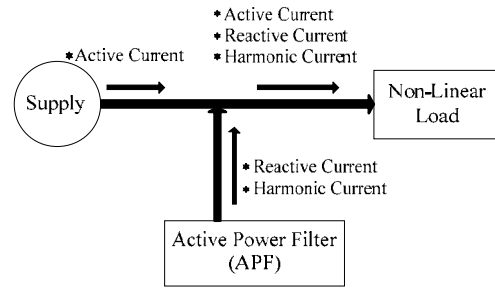 * Active Current
* Reactive Current
* Harmonic Current
* Active Current
Supply
Non-Linear
Load
* Reactive Current
* Harmonic Current
Active Power Filter
(APF)